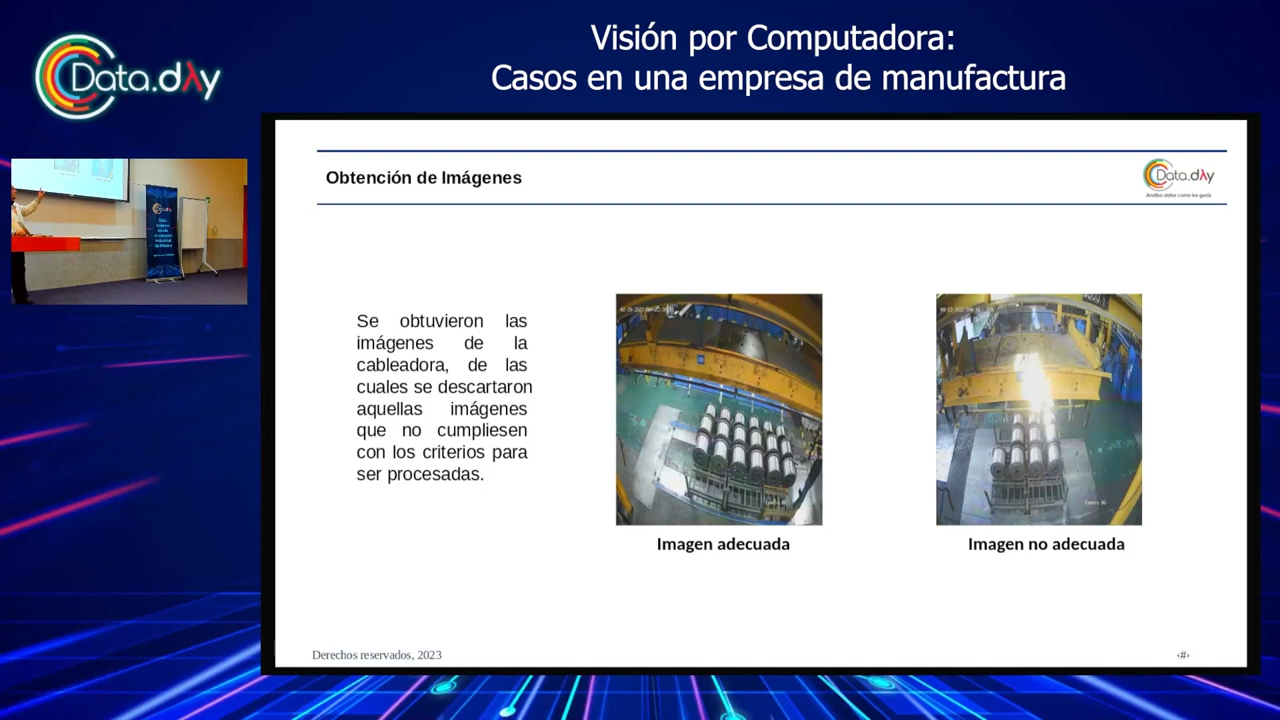 Visión por Computadora:
Casos en una empresa de manufactura
Data.dλy
Obtención de Imágenes
Data.dλy
Analiza datos como los gurús
Se obtuvieron las
imágenes de la
cableadora, de las
cuales se descartaron
aquellas imágenes
que no cumpliesen
con los criterios para
ser procesadas.
Imagen adecuada
Imagen no adecuada
Derechos reservados, 2023
‹#›